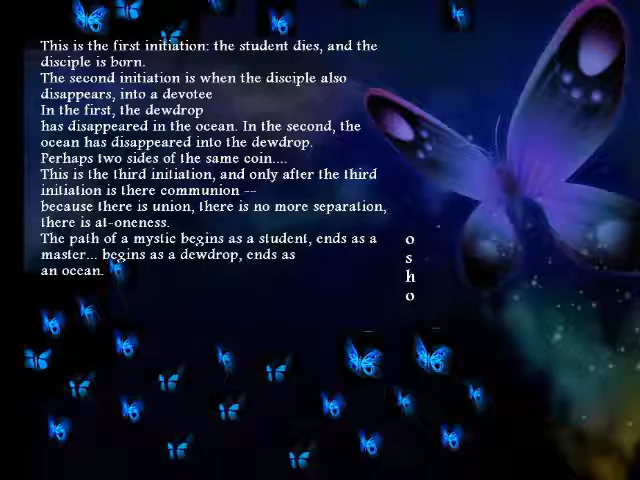 This is the first initiation: the student dies, and the
disciple is born.
The second initiation is when the disciple also
disappears, into a devotee
In the first, the dewdrop
has disappeared in the ocean. In the second, the
ocean has disappeared into the dewdrop.
Perhaps two sides of the same coin....
This is the third initiation, and only after the third
initiation is there communion --
because there is union, there is no more separation,
there is at-oneness.
The path of a mystic begins as a student, ends as a
master... begins as a dewdrop, ends as
an ocean.
o
s
h
o